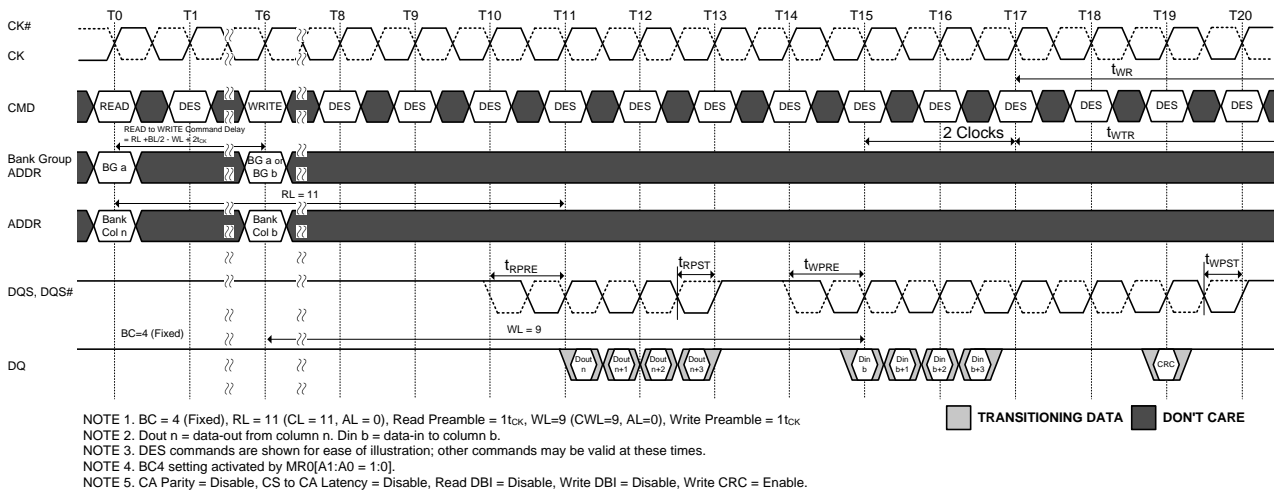 T0 T1 T6 T8 T9 T10 T11 T12 T13 T14 T15 T16 T17 T18 T19 T20
CK#
CK
tWR
CMD READ DES WRITE DES DES DES DES DES DES DES DES DES DES DES DES DES
READ to WRITE Command Delay
= RL +BL/2 - WL + 2tCK
2 Clocks
tWTR
Bank Group
ADDR
BG a
BG a or
BG b
RL = 11
ADDR
Bank
Col n
Bank
Col b
tRPRE
tRPST
tWPRE
tWPST
DQS, DQS#
BC=4 (Fixed)
WL = 9
DQ
Dout
n
Dout
n+1
Dout
n+2
Dout
n+3
Din
b
Din
b+1
Din
b+2
Din
b+3
CRC
TRANSITIONING DATA
DON'T CARE
NOTE 1. BC = 4 (Fixed), RL = 11 (CL = 11, AL = 0), Read Preamble = 1tCK, WL=9 (CWL=9, AL=0), Write Preamble = 1tCK
NOTE 2. Dout n = data-out from column n. Din b = data-in to column b.
NOTE 3. DES commands are shown for ease of illustration; other commands may be valid at these times.
NOTE 4. BC4 setting activated by MR0[A1:A0 = 1:0].
NOTE 5. CA Parity = Disable, CS to CA Latency = Disable, Read DBI = Disable, Write DBI = Disable, Write CRC = Enable.